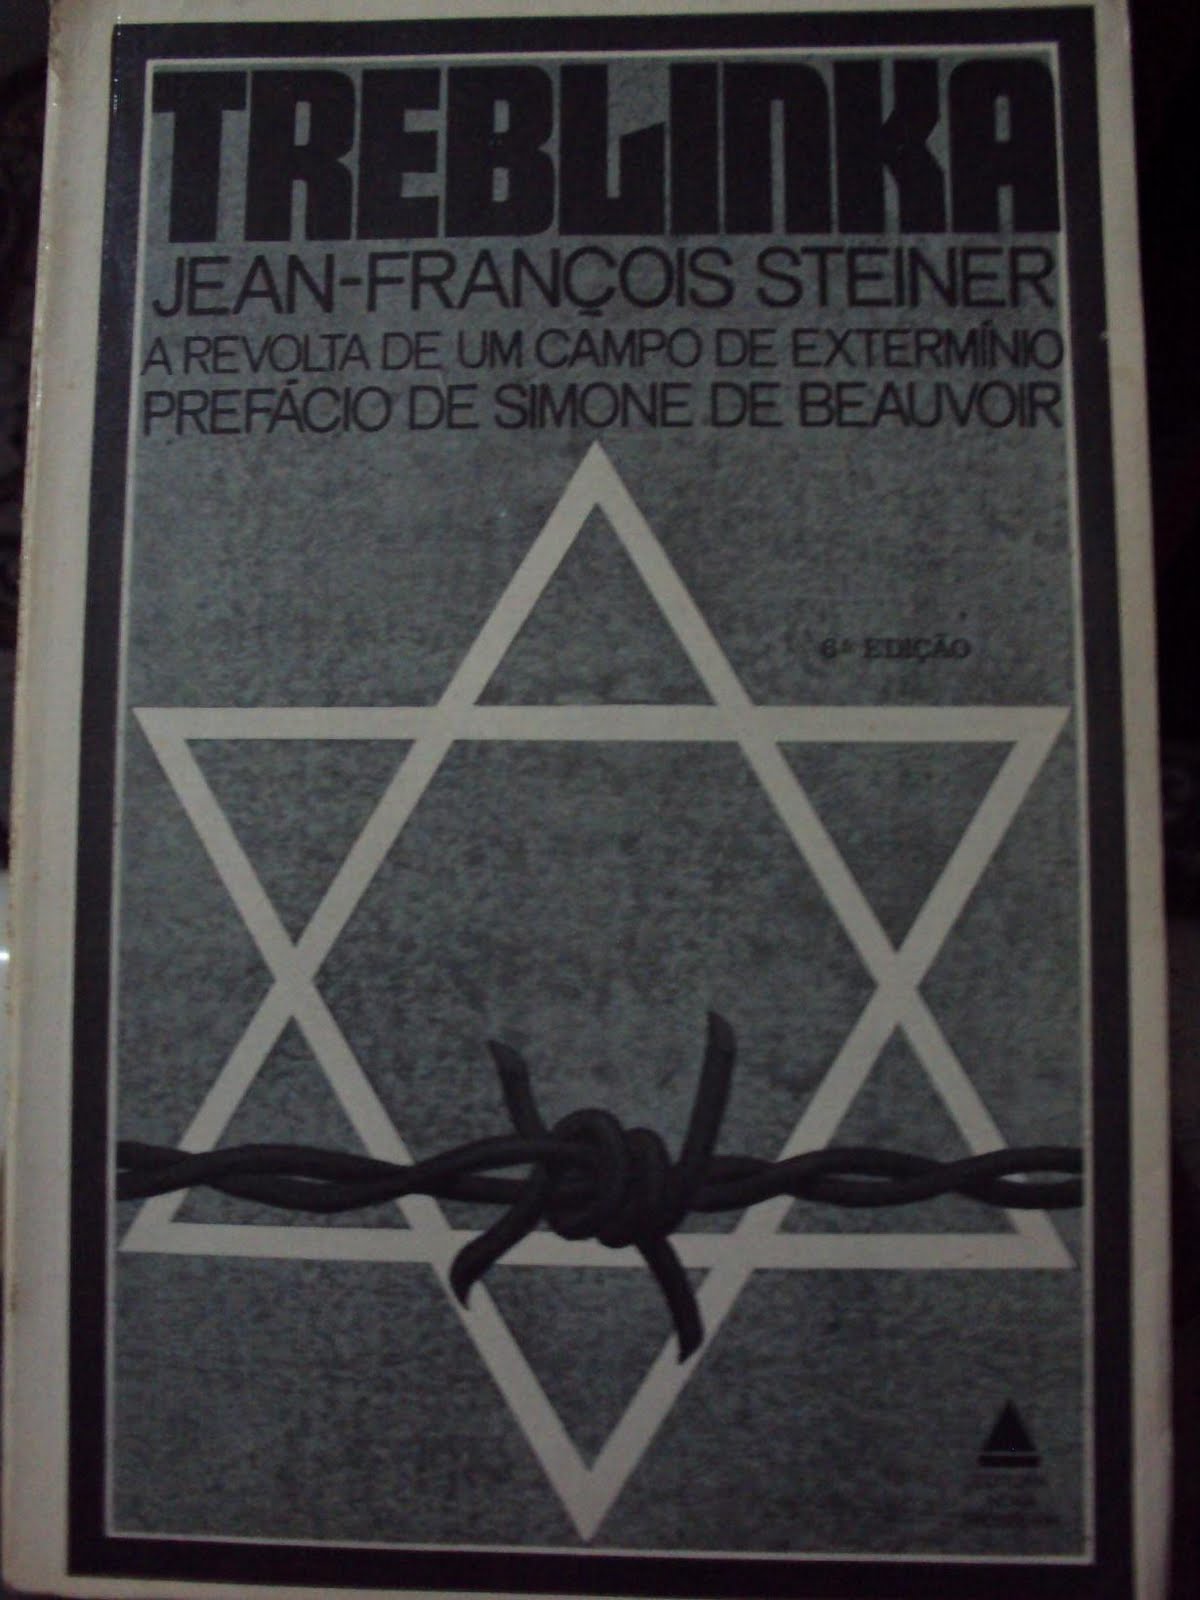 TREBLINKA
JEAN-FRANÇOIS STEINER
A REVOLTA DE UM CAMPO DE EXTERMÍNIO
PREFÁCIO DE SIMONE DE BEAUVOIR
6ª EDIÇÃO